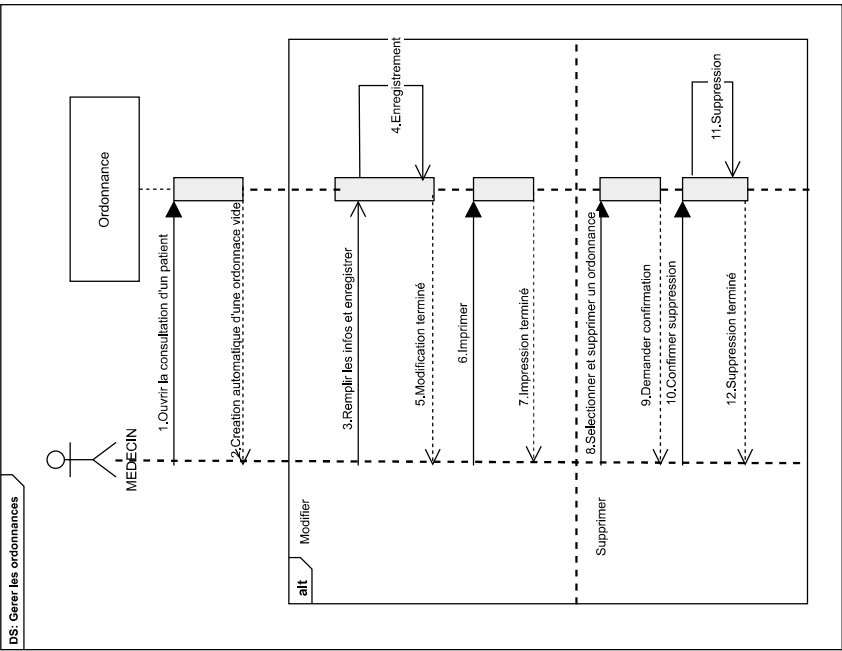 DS: Gerer les ordonnances
MEDECIN
Ordonnance
1.Ouvrir la consultation d'un patient
2.Creation automatique d'une ordonnace vide
alt
Modifier
3.Remplir les infos et enregistrer
4.Enregistrement
5.Modification terminé
6.Imprimer
7.Impression terminé
Supprimer
8.Selectionner et supprimer un ordonnance
9.Demander confirmation
10.Confirmer suppression
11.Suppression
12.Suppression terminé